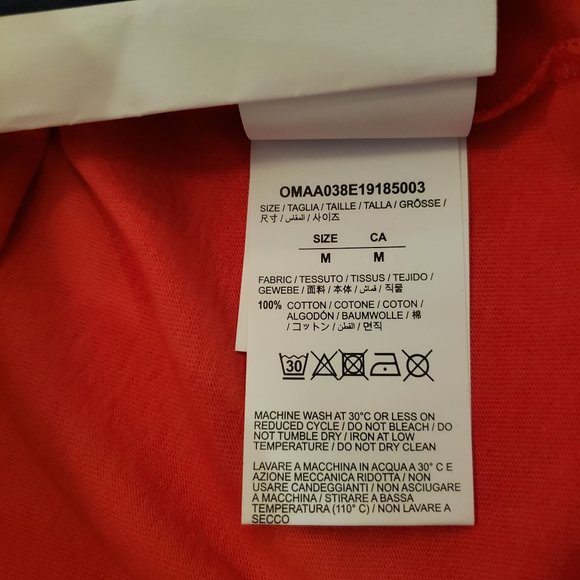 OMAA038E19185003
SIZE / TAGLIA / TAILLE / TALLA / GRÖSSE /
尺寸 / المقاس / 사이즈
SIZE CA
M M
FABRIC / TESSUTO / TISSUS / TEJIDO /
GEWEBE / 面料 / 本体 / قماش / 직물
100% COTTON / COTONE / COTON /
ALGODÓN / BAUMWOLLE / 棉
/ コットン / القطن / 면직
30
MACHINE WASH AT 30°C OR LESS ON
REDUCED CYCLE / DO NOT BLEACH / DO
NOT TUMBLE DRY / IRON AT LOW
TEMPERATURE / DO NOT DRY CLEAN
LAVARE A MACCHINA IN ACQUA A 30° C E
AZIONE MECCANICA RIDOTTA / NON
USARE CANDEGGIANTI / NON ASCIUGARE
A MACCHINA / STIRARE A BASSA
TEMPERATURA (110° C) / NON LAVARE A
SECCO